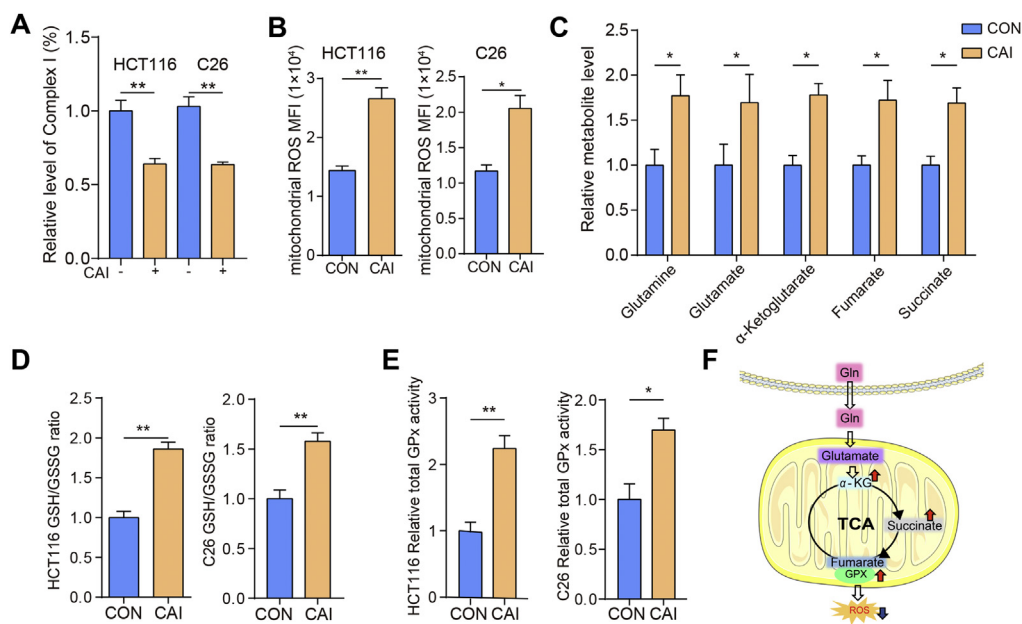 A
Relative level of Complex I (%)
1.5
1.0
0.5
0.0
HCT116 C26
** **
CAI - + - +
B
HCT116
mitochondrial ROS MFI (1×10⁴)
3
2
1
0
**
CON CAI
C26
mitochondrial ROS MFI (1×10⁴)
2.5
2.0
1.5
1.0
0.5
0.0
*
CON CAI
C
CON
CAI
Relative metabolite level
2.5
2.0
1.5
1.0
0.5
0.0
* * * * *
Glutamine
Glutamate
α-Ketoglutarate
Fumarate
Succinate
D
HCT116 GSH/GSSG ratio
2.5
2.0
1.5
1.0
0.5
0.0
**
CON CAI
C26 GSH/GSSG ratio
2.0
1.5
1.0
0.5
0.0
**
CON CAI
E
HCT116 Relative total GPx activity
3
2
1
0
**
CON CAI
C26 Relative total GPx activity
2.0
1.5
1.0
0.5
0.0
*
CON CAI
F
Gln
Gln
Glutamate
α-KG
TCA
Succinate
Fumarate
GPX
ROS